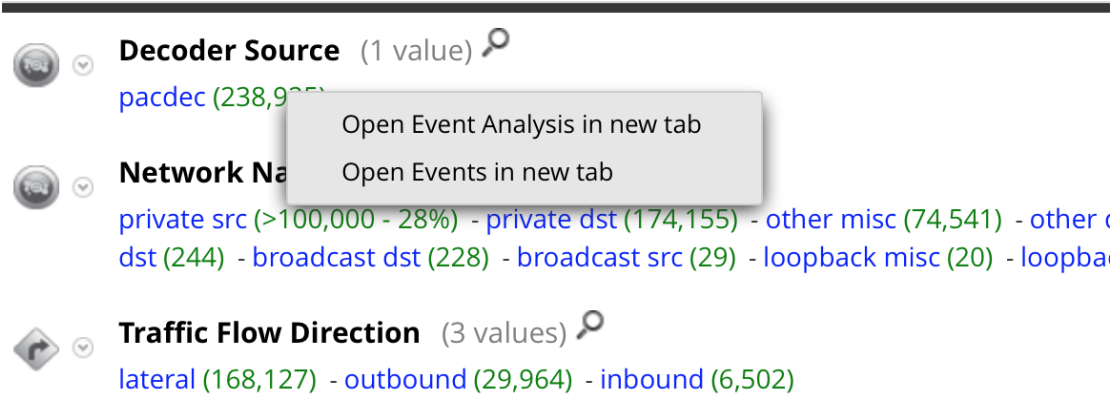 Decoder Source (1 value)
pacdec (238,9
Open Event Analysis in new tab
Network Na
Open Events in new tab
private src (>100,000 - 28%) - private dst (174,155) - other misc (74,541) - other
dst (244) - broadcast dst (228) - broadcast src (29) - loopback misc (20) - loopba
Traffic Flow Direction (3 values)
lateral (168,127) - outbound (29,964) - inbound (6,502)